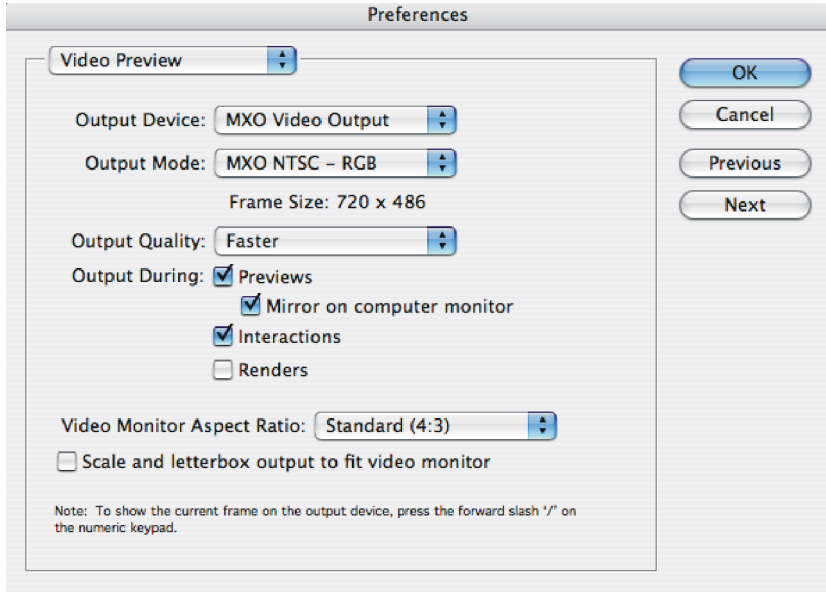 Preferences
Video Preview
OK
Output Device: MXO Video Output
Cancel
Output Mode: MXO NTSC – RGB
Previous
Frame Size: 720 x 486
Next
Output Quality: Faster
Output During: Previews
Mirror on computer monitor
Interactions
Renders
Video Monitor Aspect Ratio: Standard (4:3)
Scale and letterbox output to fit video monitor
Note: To show the current frame on the output device, press the forward slash '/' on
the numeric keypad.